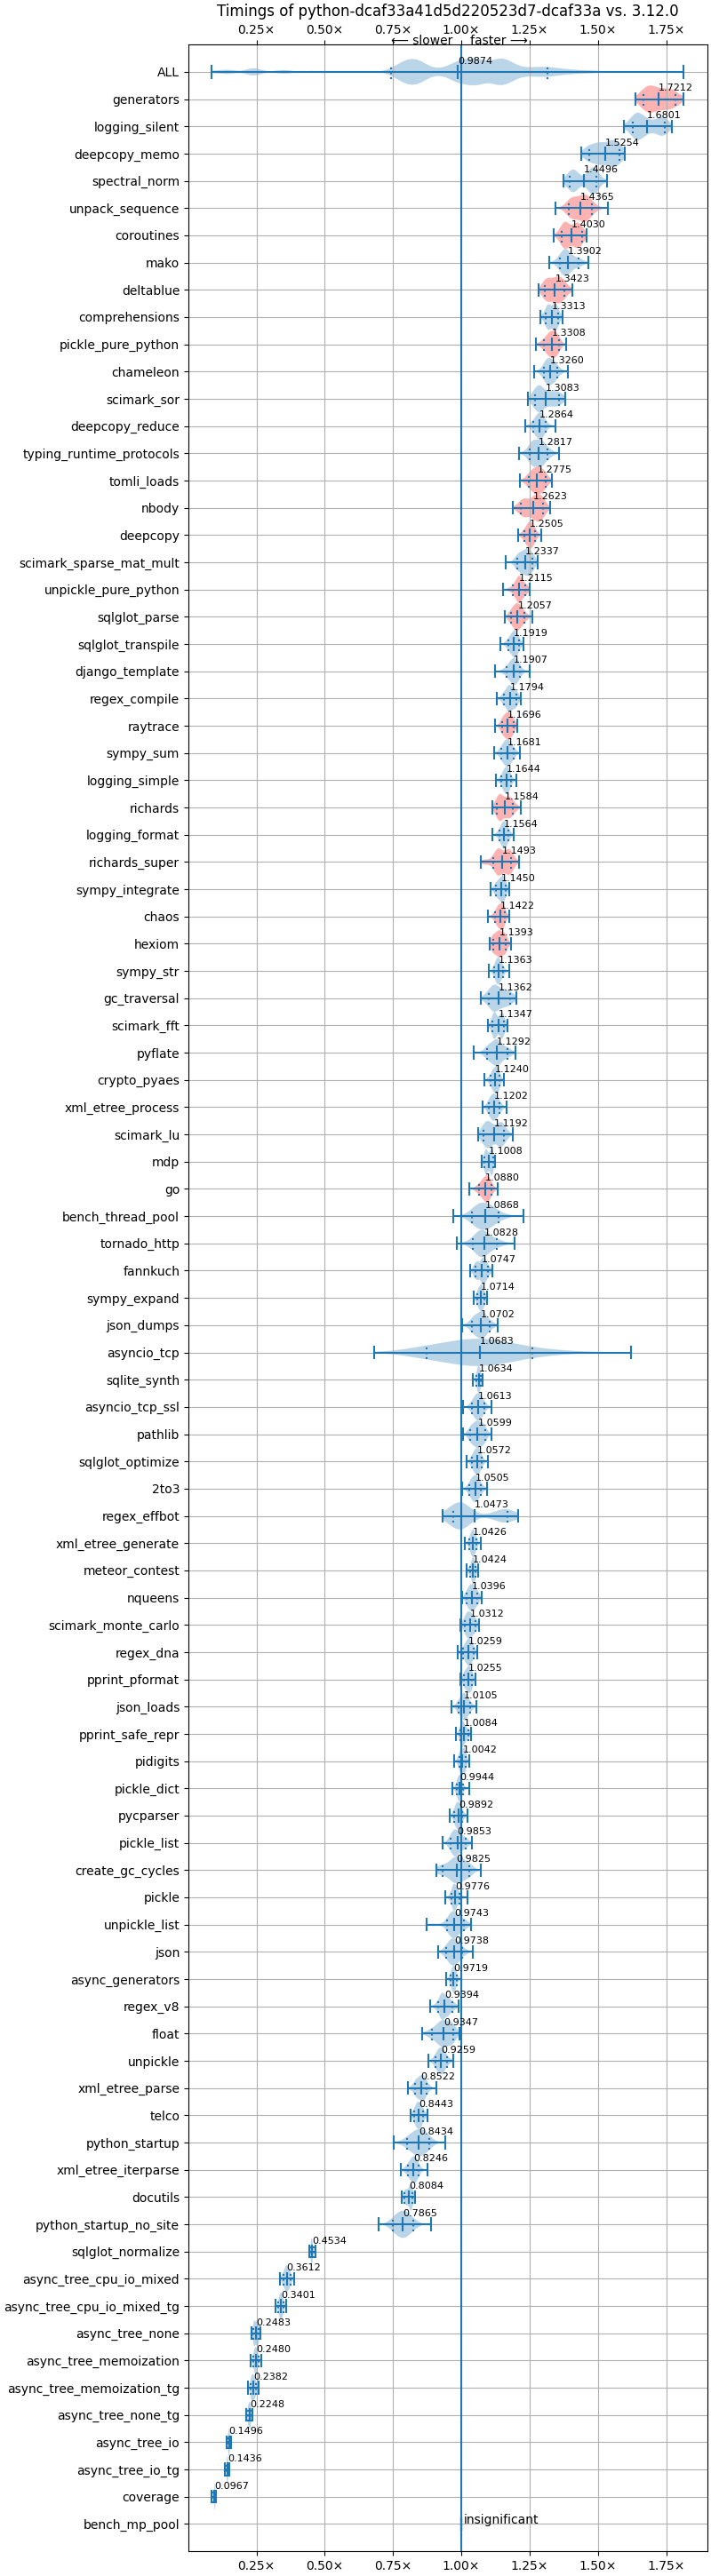 Timings of python-dcaf33a41d5d220523d7-dcaf33a vs. 3.12.0
0.25× 0.50× 0.75× 1.00× 1.25× 1.50× 1.75×
⟵ slower faster ⟶
ALL 0.9874
generators 1.7212
logging_silent 1.6801
deepcopy_memo 1.5254
spectral_norm 1.4496
unpack_sequence 1.4365
coroutines 1.4030
mako 1.3902
deltablue 1.3423
comprehensions 1.3313
pickle_pure_python 1.3308
chameleon 1.3260
scimark_sor 1.3083
deepcopy_reduce 1.2864
typing_runtime_protocols 1.2817
tomli_loads 1.2775
nbody 1.2623
deepcopy 1.2505
scimark_sparse_mat_mult 1.2337
unpickle_pure_python 1.2115
sqlglot_parse 1.2057
sqlglot_transpile 1.1919
django_template 1.1907
regex_compile 1.1794
raytrace 1.1696
sympy_sum 1.1681
logging_simple 1.1644
richards 1.1584
logging_format 1.1564
richards_super 1.1493
sympy_integrate 1.1450
chaos 1.1422
hexiom 1.1393
sympy_str 1.1363
gc_traversal 1.1362
scimark_fft 1.1347
pyflate 1.1292
crypto_pyaes 1.1240
xml_etree_process 1.1202
scimark_lu 1.1192
mdp 1.1008
go 1.0880
bench_thread_pool 1.0868
tornado_http 1.0828
fannkuch 1.0747
sympy_expand 1.0714
json_dumps 1.0702
asyncio_tcp 1.0683
sqlite_synth 1.0634
asyncio_tcp_ssl 1.0613
pathlib 1.0599
sqlglot_optimize 1.0572
2to3 1.0505
regex_effbot 1.0473
xml_etree_generate 1.0426
meteor_contest 1.0424
nqueens 1.0396
scimark_monte_carlo 1.0312
regex_dna 1.0259
pprint_pformat 1.0255
json_loads 1.0105
pprint_safe_repr 1.0084
pidigits 1.0042
pickle_dict 0.9944
pycparser 0.9892
pickle_list 0.9853
create_gc_cycles 0.9825
pickle 0.9776
unpickle_list 0.9743
json 0.9738
async_generators 0.9719
regex_v8 0.9394
float 0.9347
unpickle 0.9259
xml_etree_parse 0.8522
telco 0.8443
python_startup 0.8434
xml_etree_iterparse 0.8246
docutils 0.8084
python_startup_no_site 0.7865
sqlglot_normalize 0.4534
async_tree_cpu_io_mixed 0.3612
async_tree_cpu_io_mixed_tg 0.3401
async_tree_none 0.2483
async_tree_memoization 0.2480
async_tree_memoization_tg 0.2382
async_tree_none_tg 0.2248
async_tree_io 0.1496
async_tree_io_tg 0.1436
coverage 0.0967
bench_mp_pool insignificant
0.25× 0.50× 0.75× 1.00× 1.25× 1.50× 1.75×